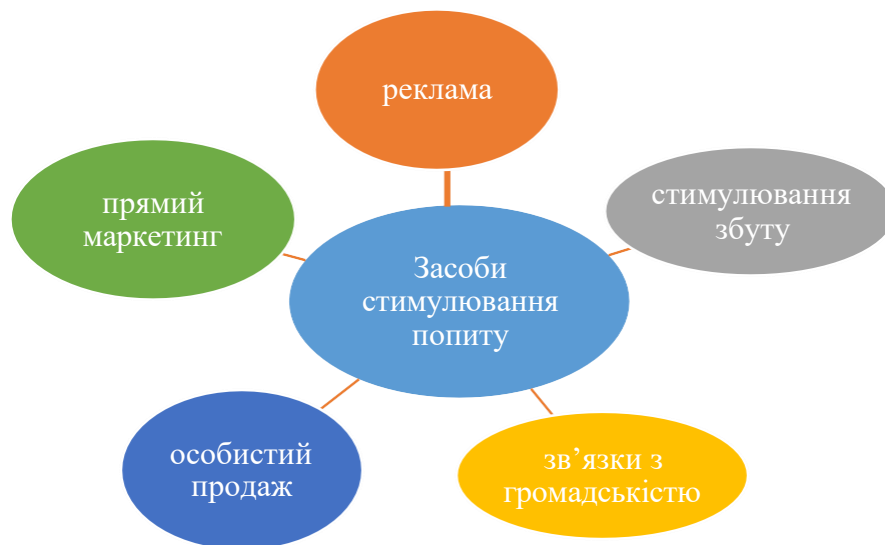 реклама
прямий
маркетинг
стимулювання
збуту
Засоби
стимулювання
попиту
особистий
продаж
зв’язки з
громадськістю